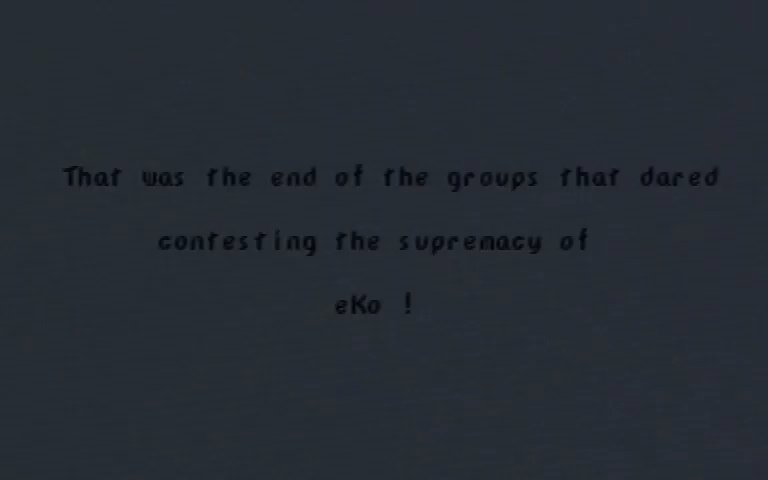 That was the end of the groups that dared
contesting the supremacy of
eKo !